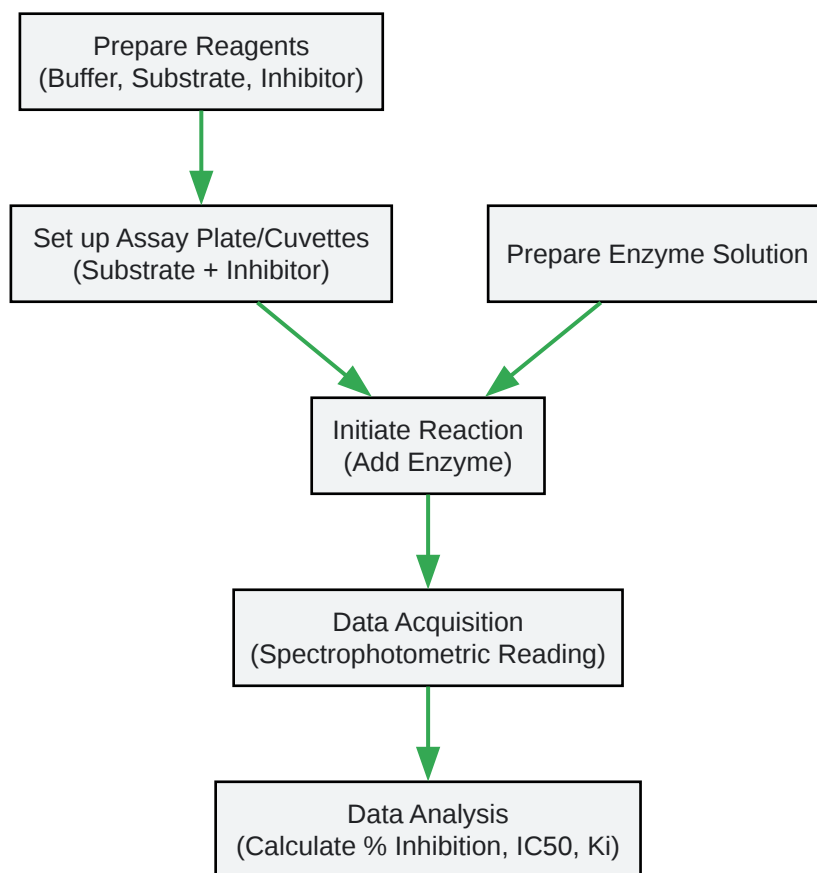 Prepare Reagents
(Buffer, Substrate, Inhibitor)
Set up Assay Plate/Cuvettes
(Substrate + Inhibitor)
Prepare Enzyme Solution
Initiate Reaction
(Add Enzyme)
Data Acquisition
(Spectrophotometric Reading)
Data Analysis
(Calculate % Inhibition, IC50, Ki)